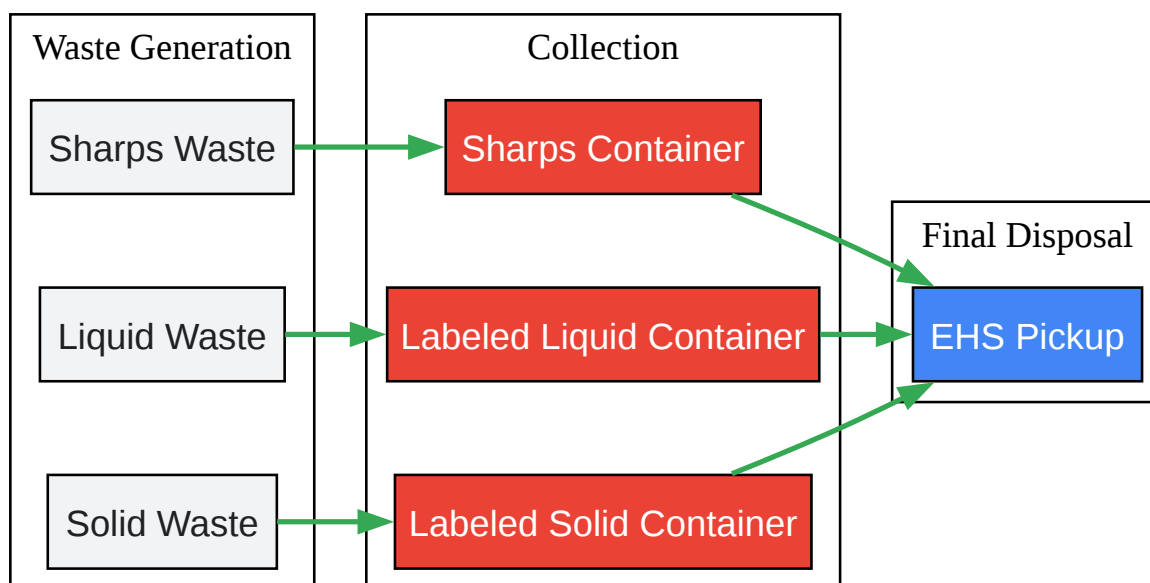 Waste Generation
Collection
Sharps Waste
Sharps Container
Final Disposal
Liquid Waste
Labeled Liquid Container
EHS Pickup
Solid Waste
Labeled Solid Container